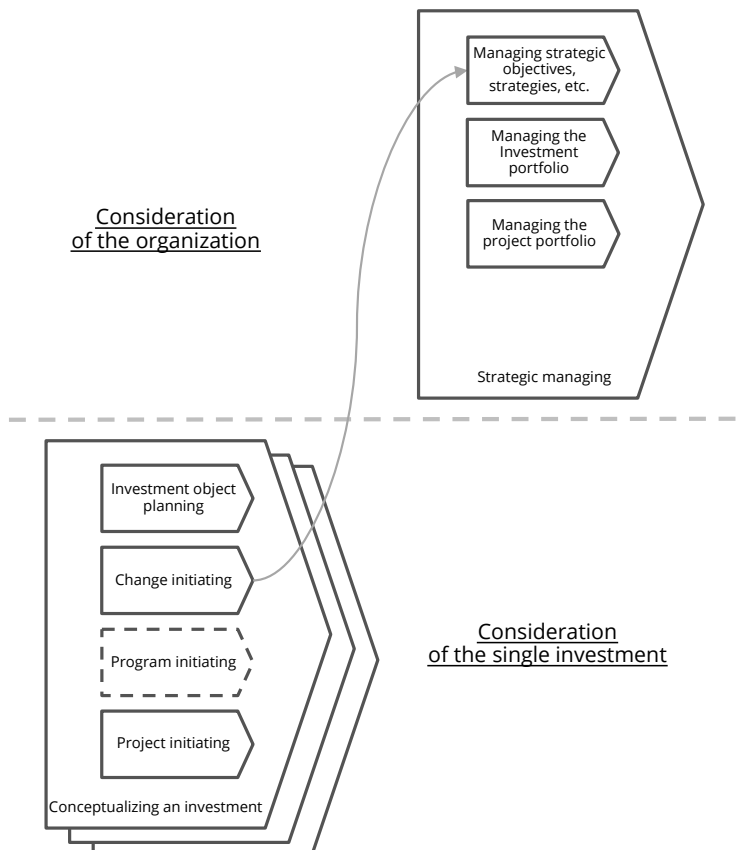 Managing strategic
objectives,
strategies, etc.
Managing the
Investment
portfolio
Managing the
project portfolio
Strategic managing
Consideration
of the organization
Investment object
planning
Change initiating
Program initiating
Project initiating
Conceptualizing an investment
Consideration
of the single investment